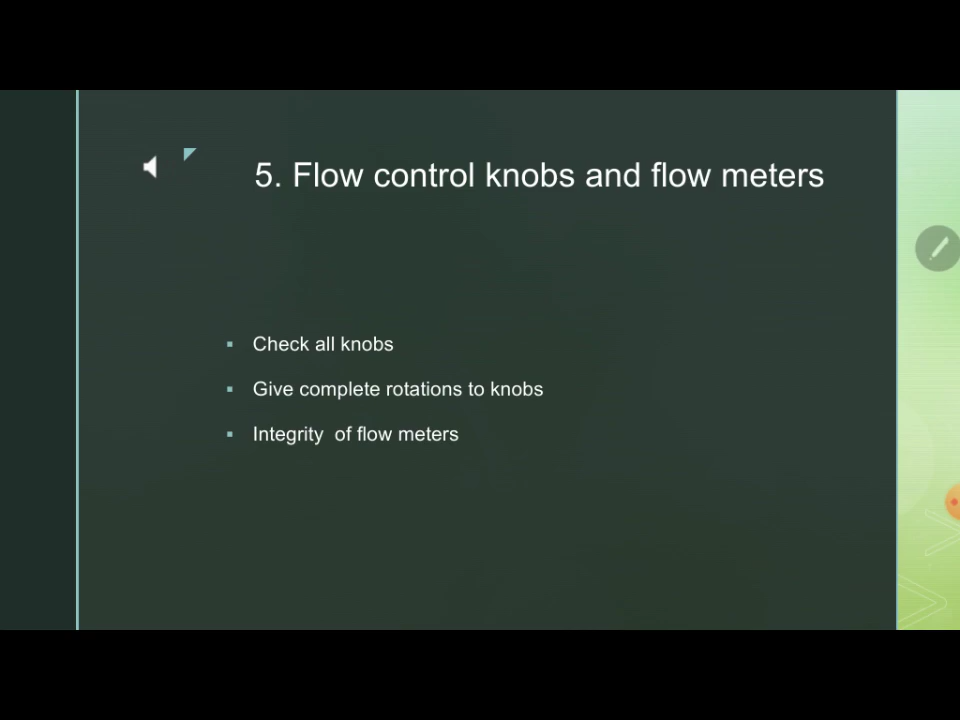 5. Flow control knobs and flow meters
Check all knobs
Give complete rotations to knobs
Integrity  of flow meters